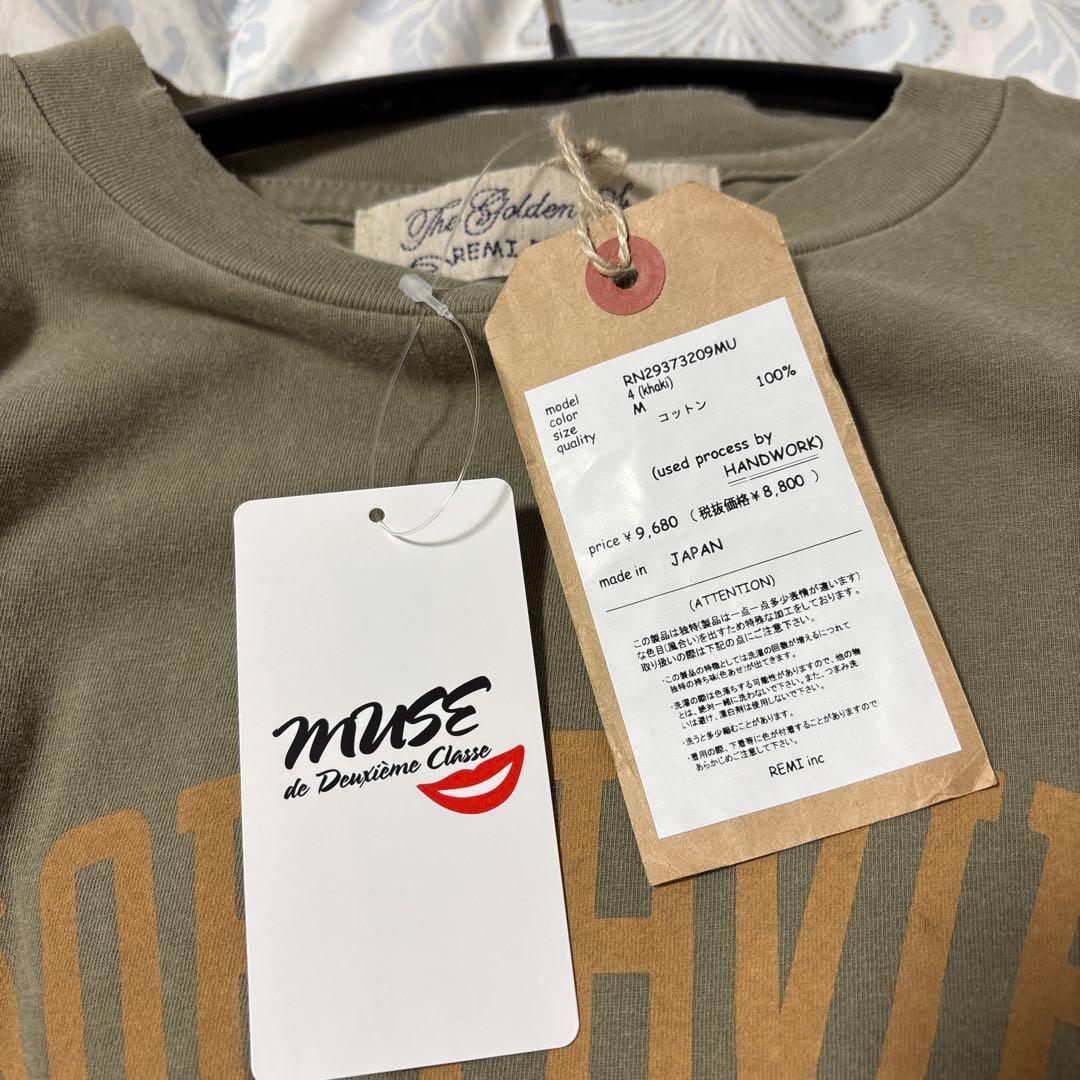 The Golden
REMI
model RN29373209MU
color 4 (khaki)
size M
quality コットン 100%
(used process by
HANDWORK)
price ¥ 9,680 ( 税抜価格¥ 8,800 )
made in JAPAN
(ATTENTION)
この製品は独特(製品は一点一点多少表情が違います)
な色目(風合い)を出すため特殊な加工をしております。
取り扱いの際は下記の点にご注意下さい。
・この製品の特徴としては洗濯の回数が増えるにつれて
独特の持ち味(色あせ)が出てきます。
・洗濯の際は色落ちする可能性がありますので、他の物
とは、絶対一緒に洗わないで下さい。また、つまみ洗
いは避け、漂白剤は使用しないで下さい。
・洗うと多少縮むことがあります。
・着用の際、下着等に色が付着することがありますので
あらかじめご注意して下さい。
REMI inc
MUSE
de Deuxième Classe